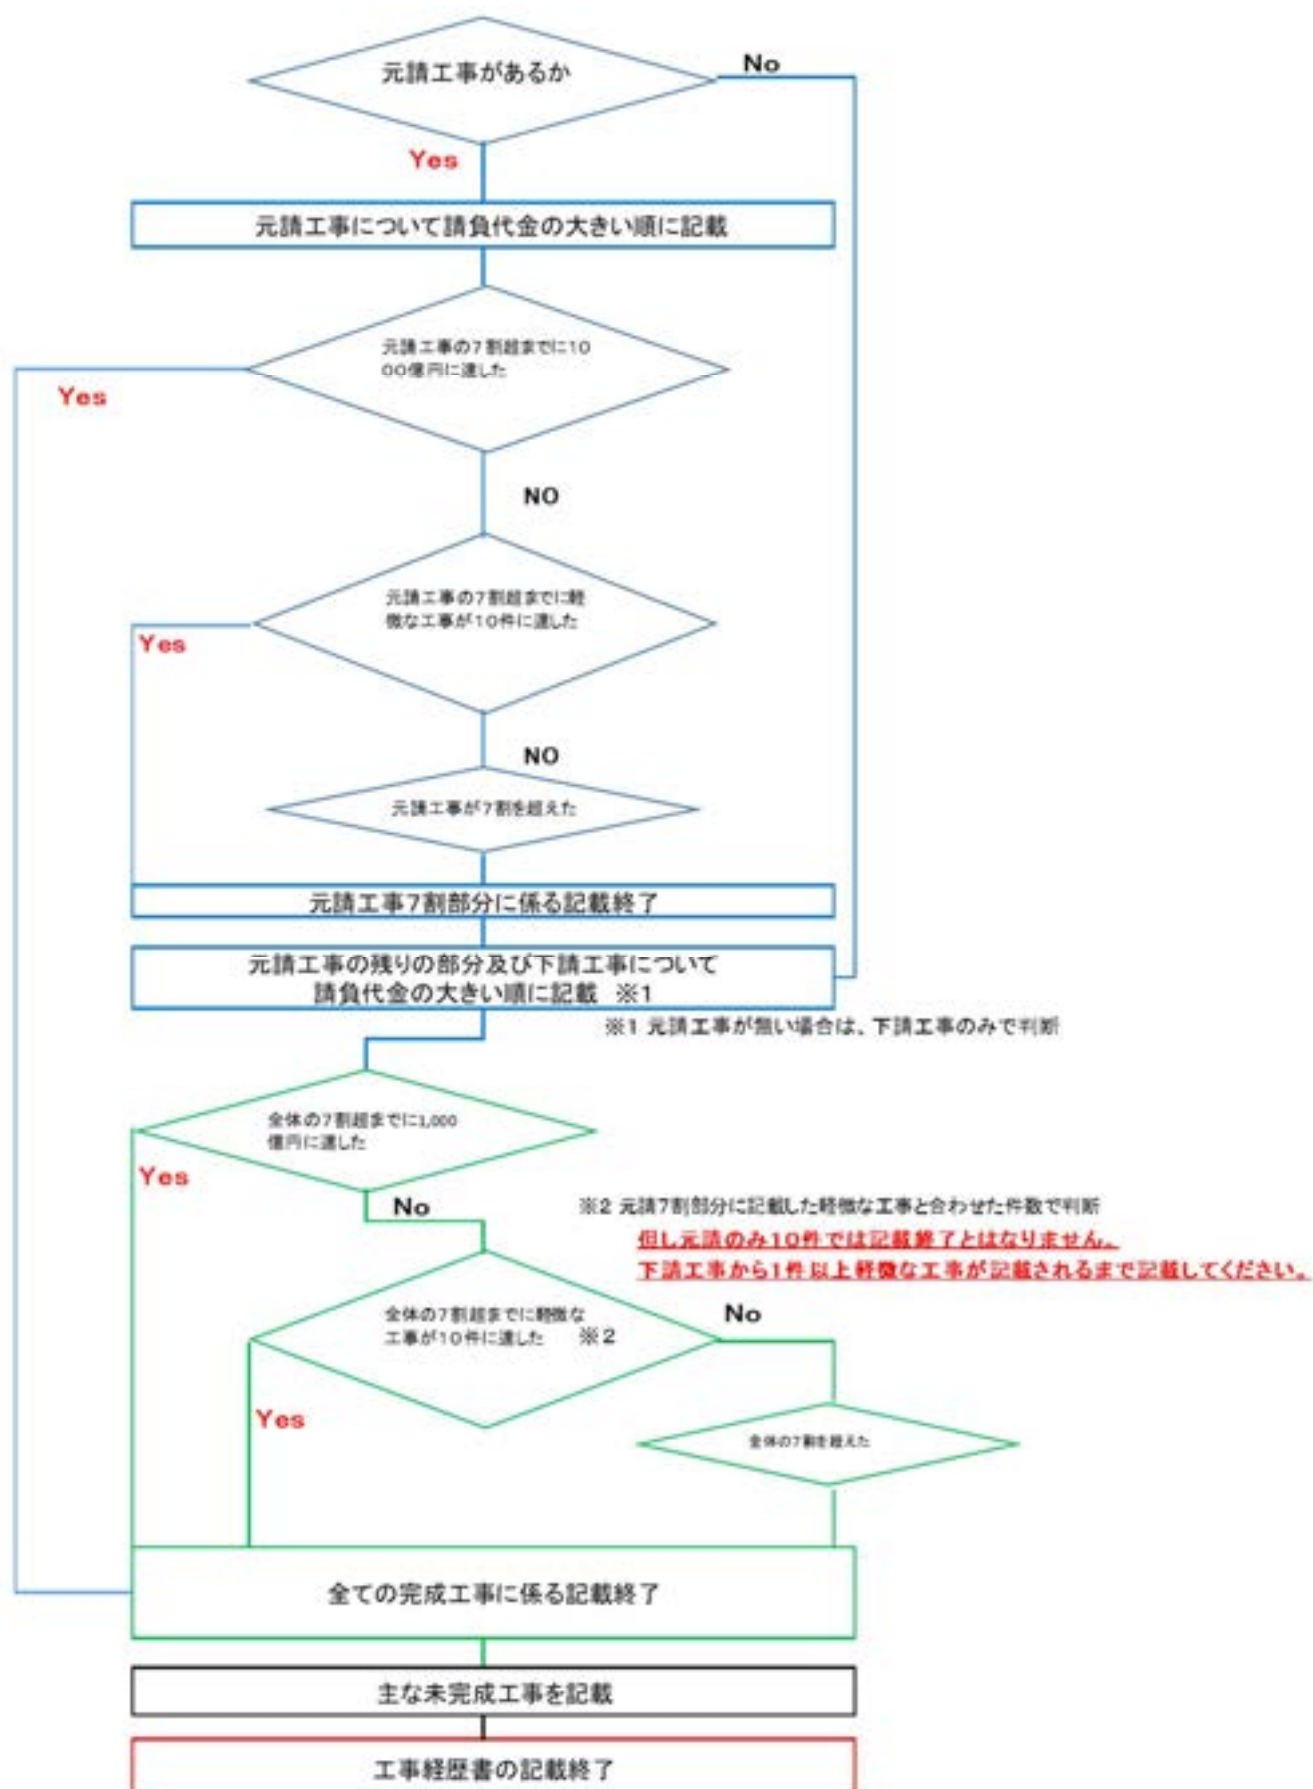 元請工事があるか
No
Yes
元請工事について請負代金の大きい順に記載
元請工事の7割超までに10
00億円に達した
Yes
NO
元請工事の7割超までに軽
微な工事が10件に達した
Yes
NO
元請工事が7割を超えた
元請工事7割部分に係る記載終了
元請工事の残りの部分及び下請工事について
請負代金の大きい順に記載 ※1
※1 元請工事が無い場合は、下請工事のみで判断
全体の7割超までに1,000
億円に達した
Yes
No
※2 元請7割部分に記載した軽微な工事と合わせた件数で判断
但し元請のみ10件では記載終了とはなりません。
下請工事から1件以上軽微な工事が記載されるまで記載してください。
全体の7割超までに軽微な
工事が10件に達した ※2
No
Yes
全体の7割を超えた
全ての完成工事に係る記載終了
主な未完成工事を記載
工事経歴書の記載終了